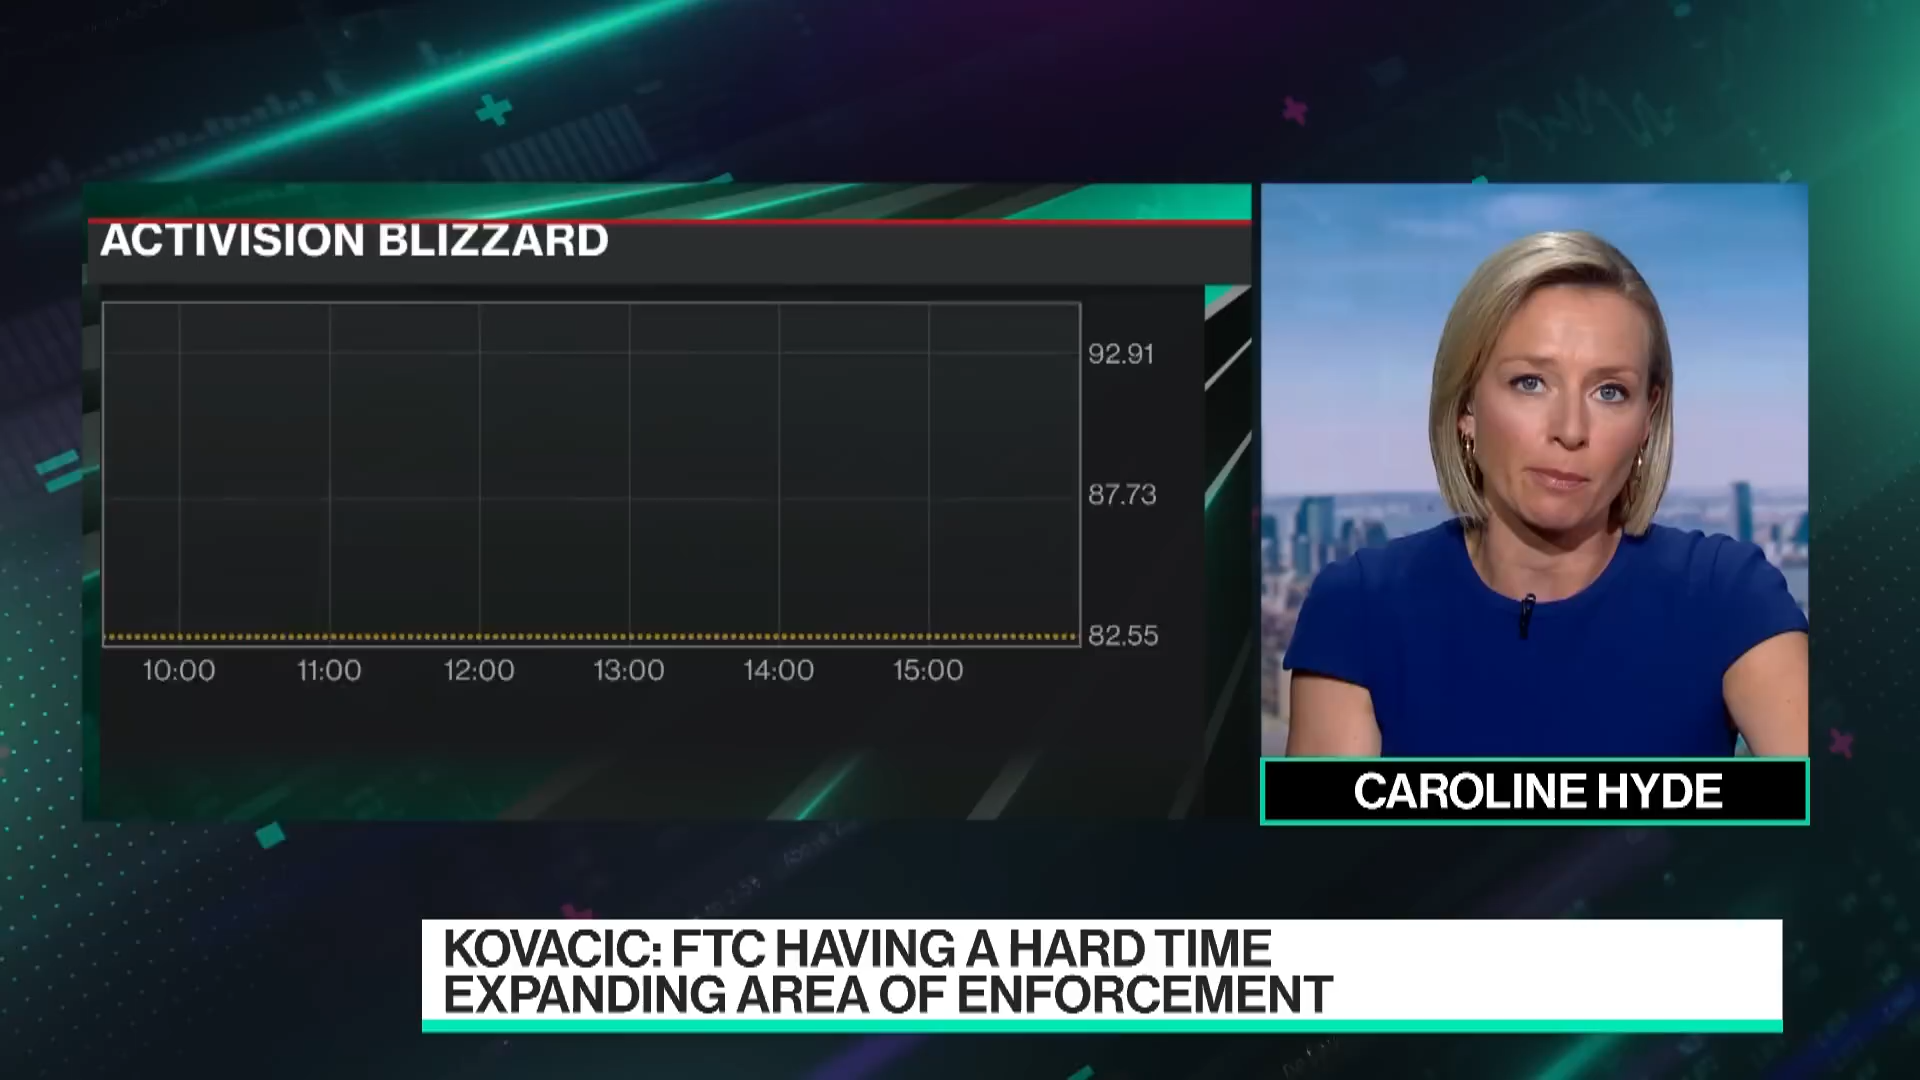 ACTIVISION BLIZZARD
92.91
87.73
82.55
10:00 11:00 12:00 13:00 14:00 15:00
CAROLINE HYDE
KOVACIC: FTC HAVING A HARD TIME
EXPANDING AREA OF ENFORCEMENT